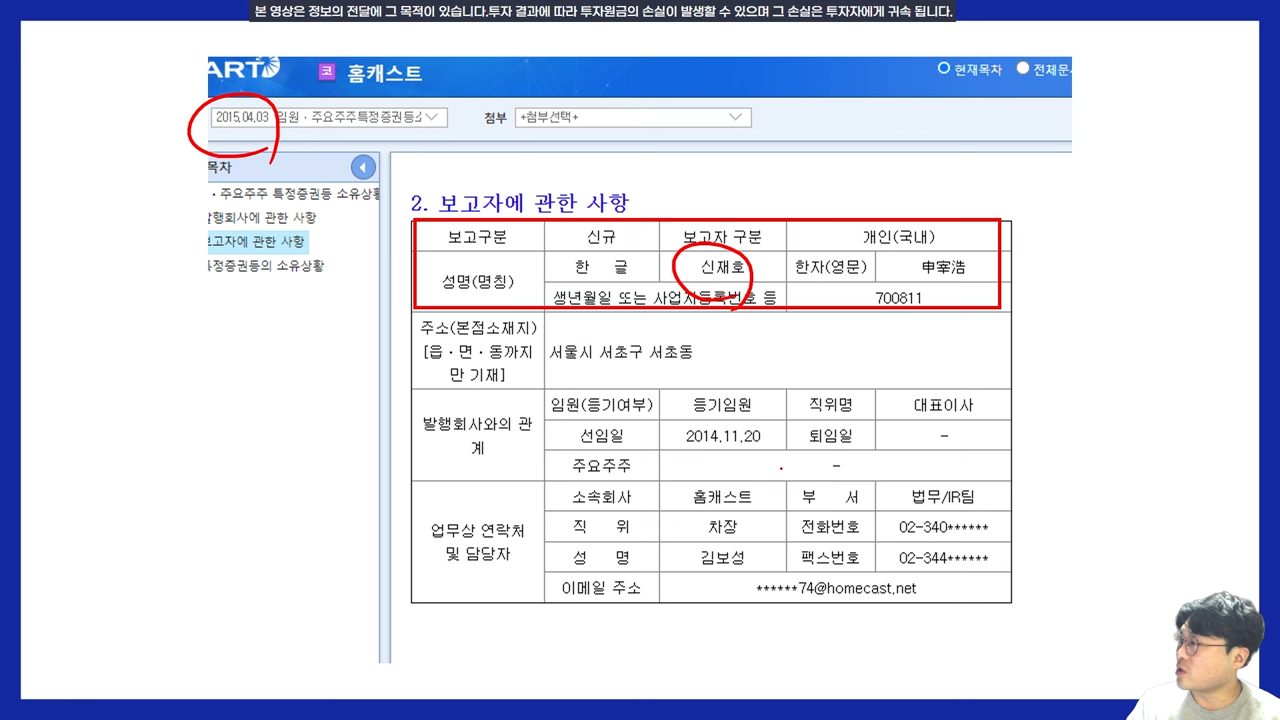 본 영상은 정보의 전달에 그 목적이 있습니다.투자 결과에 따라 투자원금의 손실이 발생할 수 있으며 그 손실은 투자자에게 귀속 됩니다.
ART 코 홈캐스트 현재목차 전체문
2015.04.03 임원ㆍ주요주주특정증권등 첨부 +첨부선택+
목차
ㆍ주요주주 특정증권등 소유상황
발행회사에 관한 사항
보고자에 관한 사항
특정증권등의 소유상황
2. 보고자에 관한 사항
보고구분 신규 보고자 구분 개인(국내)
성명(명칭) 한 글 신재호 한자(영문) 申宰浩
생년월일 또는 사업자등록번호 등 700811
주소(본점소재지)
[읍ㆍ면ㆍ동까지
만 기재]
서울시 서초구 서초동
발행회사와의 관
계
임원(등기여부) 등기임원 직위명 대표이사
선임일 2014.11.20 퇴임일 -
주요주주 -
업무상 연락처
및 담당자
소속회사 홈캐스트 부 서 법무/IR팀
직 위 차장 전화번호 02-340******
성 명 김보성 팩스번호 02-344******
이메일 주소 ******74@homecast.net